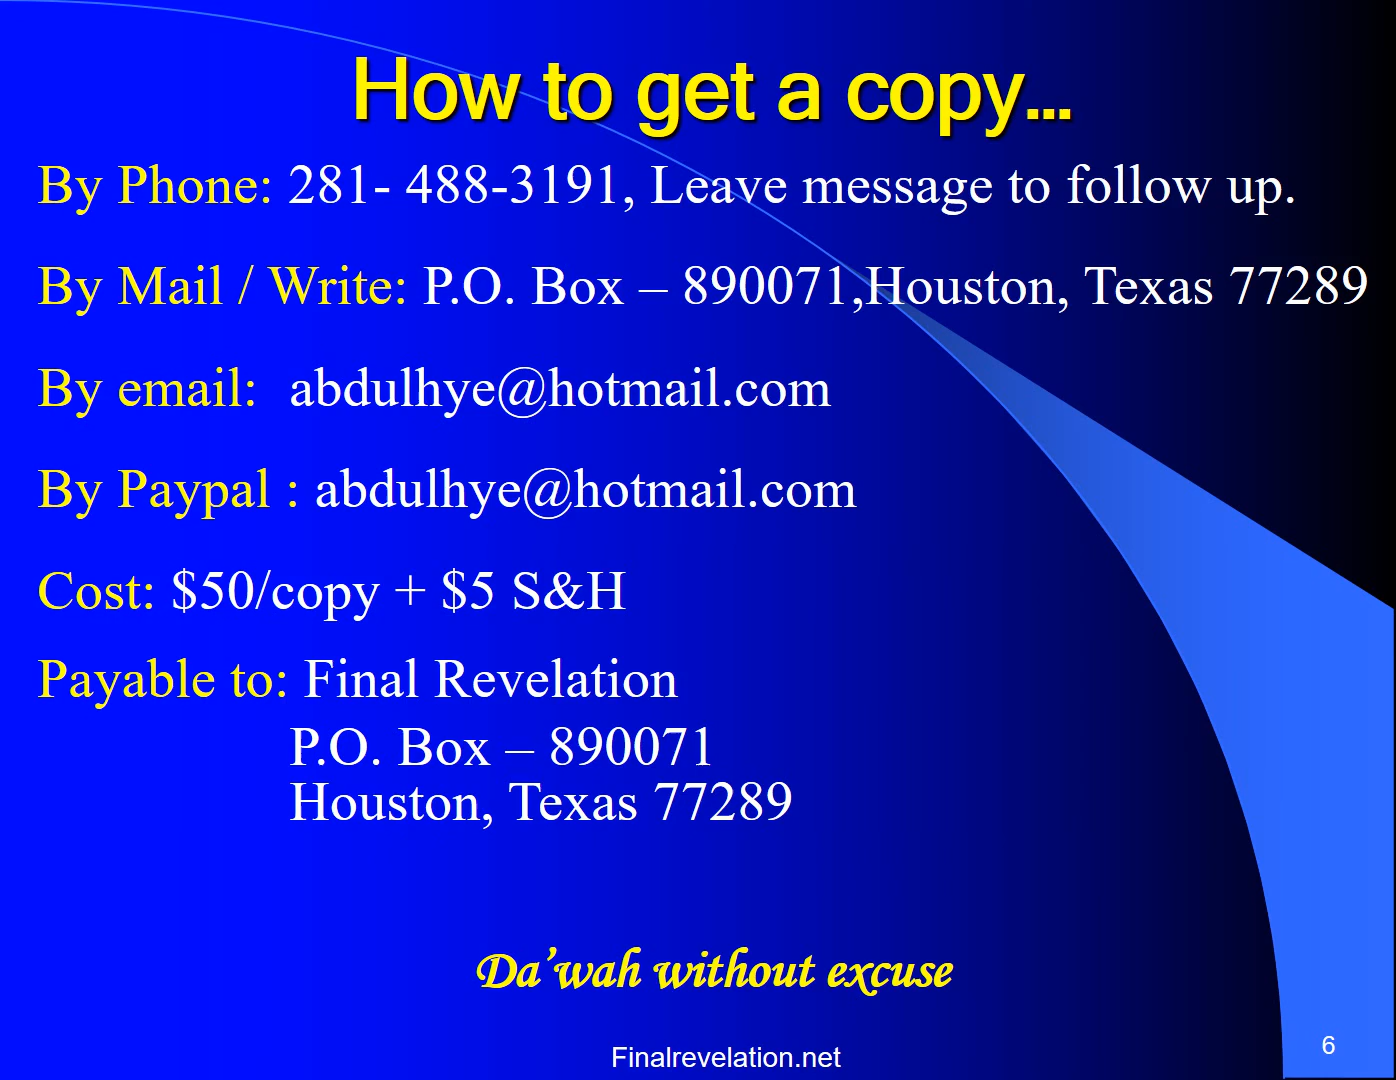 How to get a copy...
By Phone: 281- 488-3191, Leave message to follow up.
By Mail / Write: P.O. Box – 890071,Houston, Texas 77289
By email: abdulhye@hotmail.com
By Paypal : abdulhye@hotmail.com
Cost: $50/copy + $5 S&H
Payable to: Final Revelation
P.O. Box – 890071
Houston, Texas 77289
Da’wah without excuse
Finalrevelation.net
6